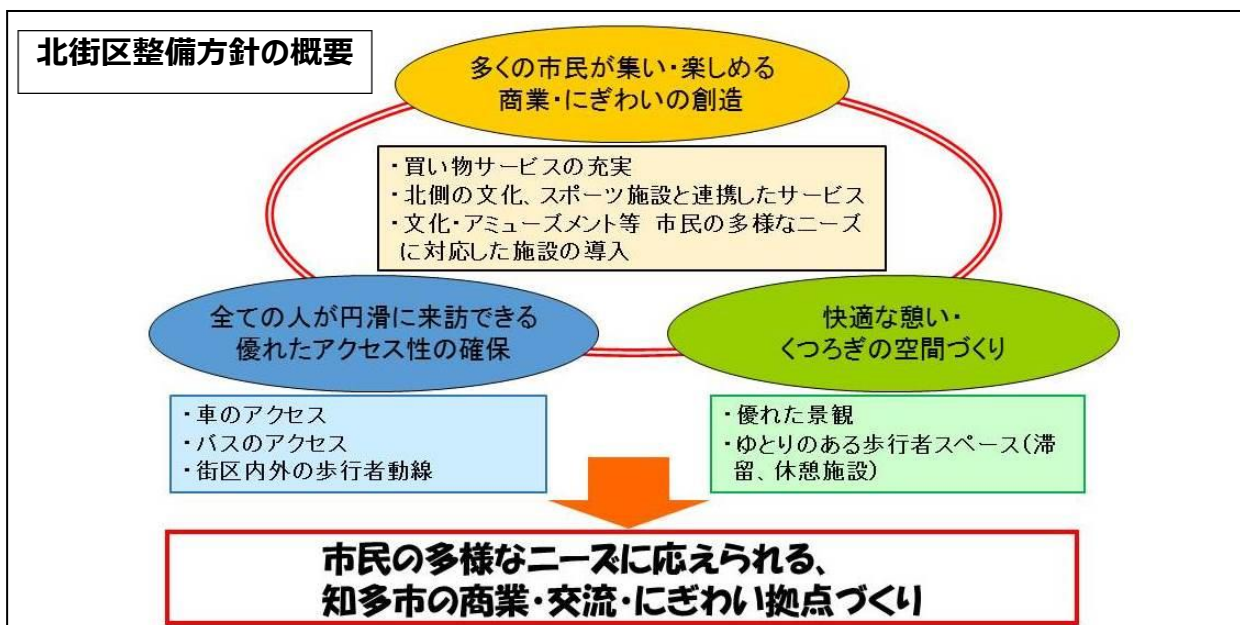 北街区整備方針の概要
多くの市民が集い・楽しめる
商業・にぎわいの創造
・買い物サービスの充実
・北側の文化、スポーツ施設と連携したサービス
・文化・アミューズメント等 市民の多様なニーズ
に対応した施設の導入
全ての人が円滑に来訪できる
優れたアクセス性の確保
・車のアクセス
・バスのアクセス
・街区内外の歩行者動線
快適な憩い・
くつろぎの空間づくり
・優れた景観
・ゆとりのある歩行者スペース(滞
留、休憩施設)
市民の多様なニーズに応えられる、
知多市の商業・交流・にぎわい拠点づくり